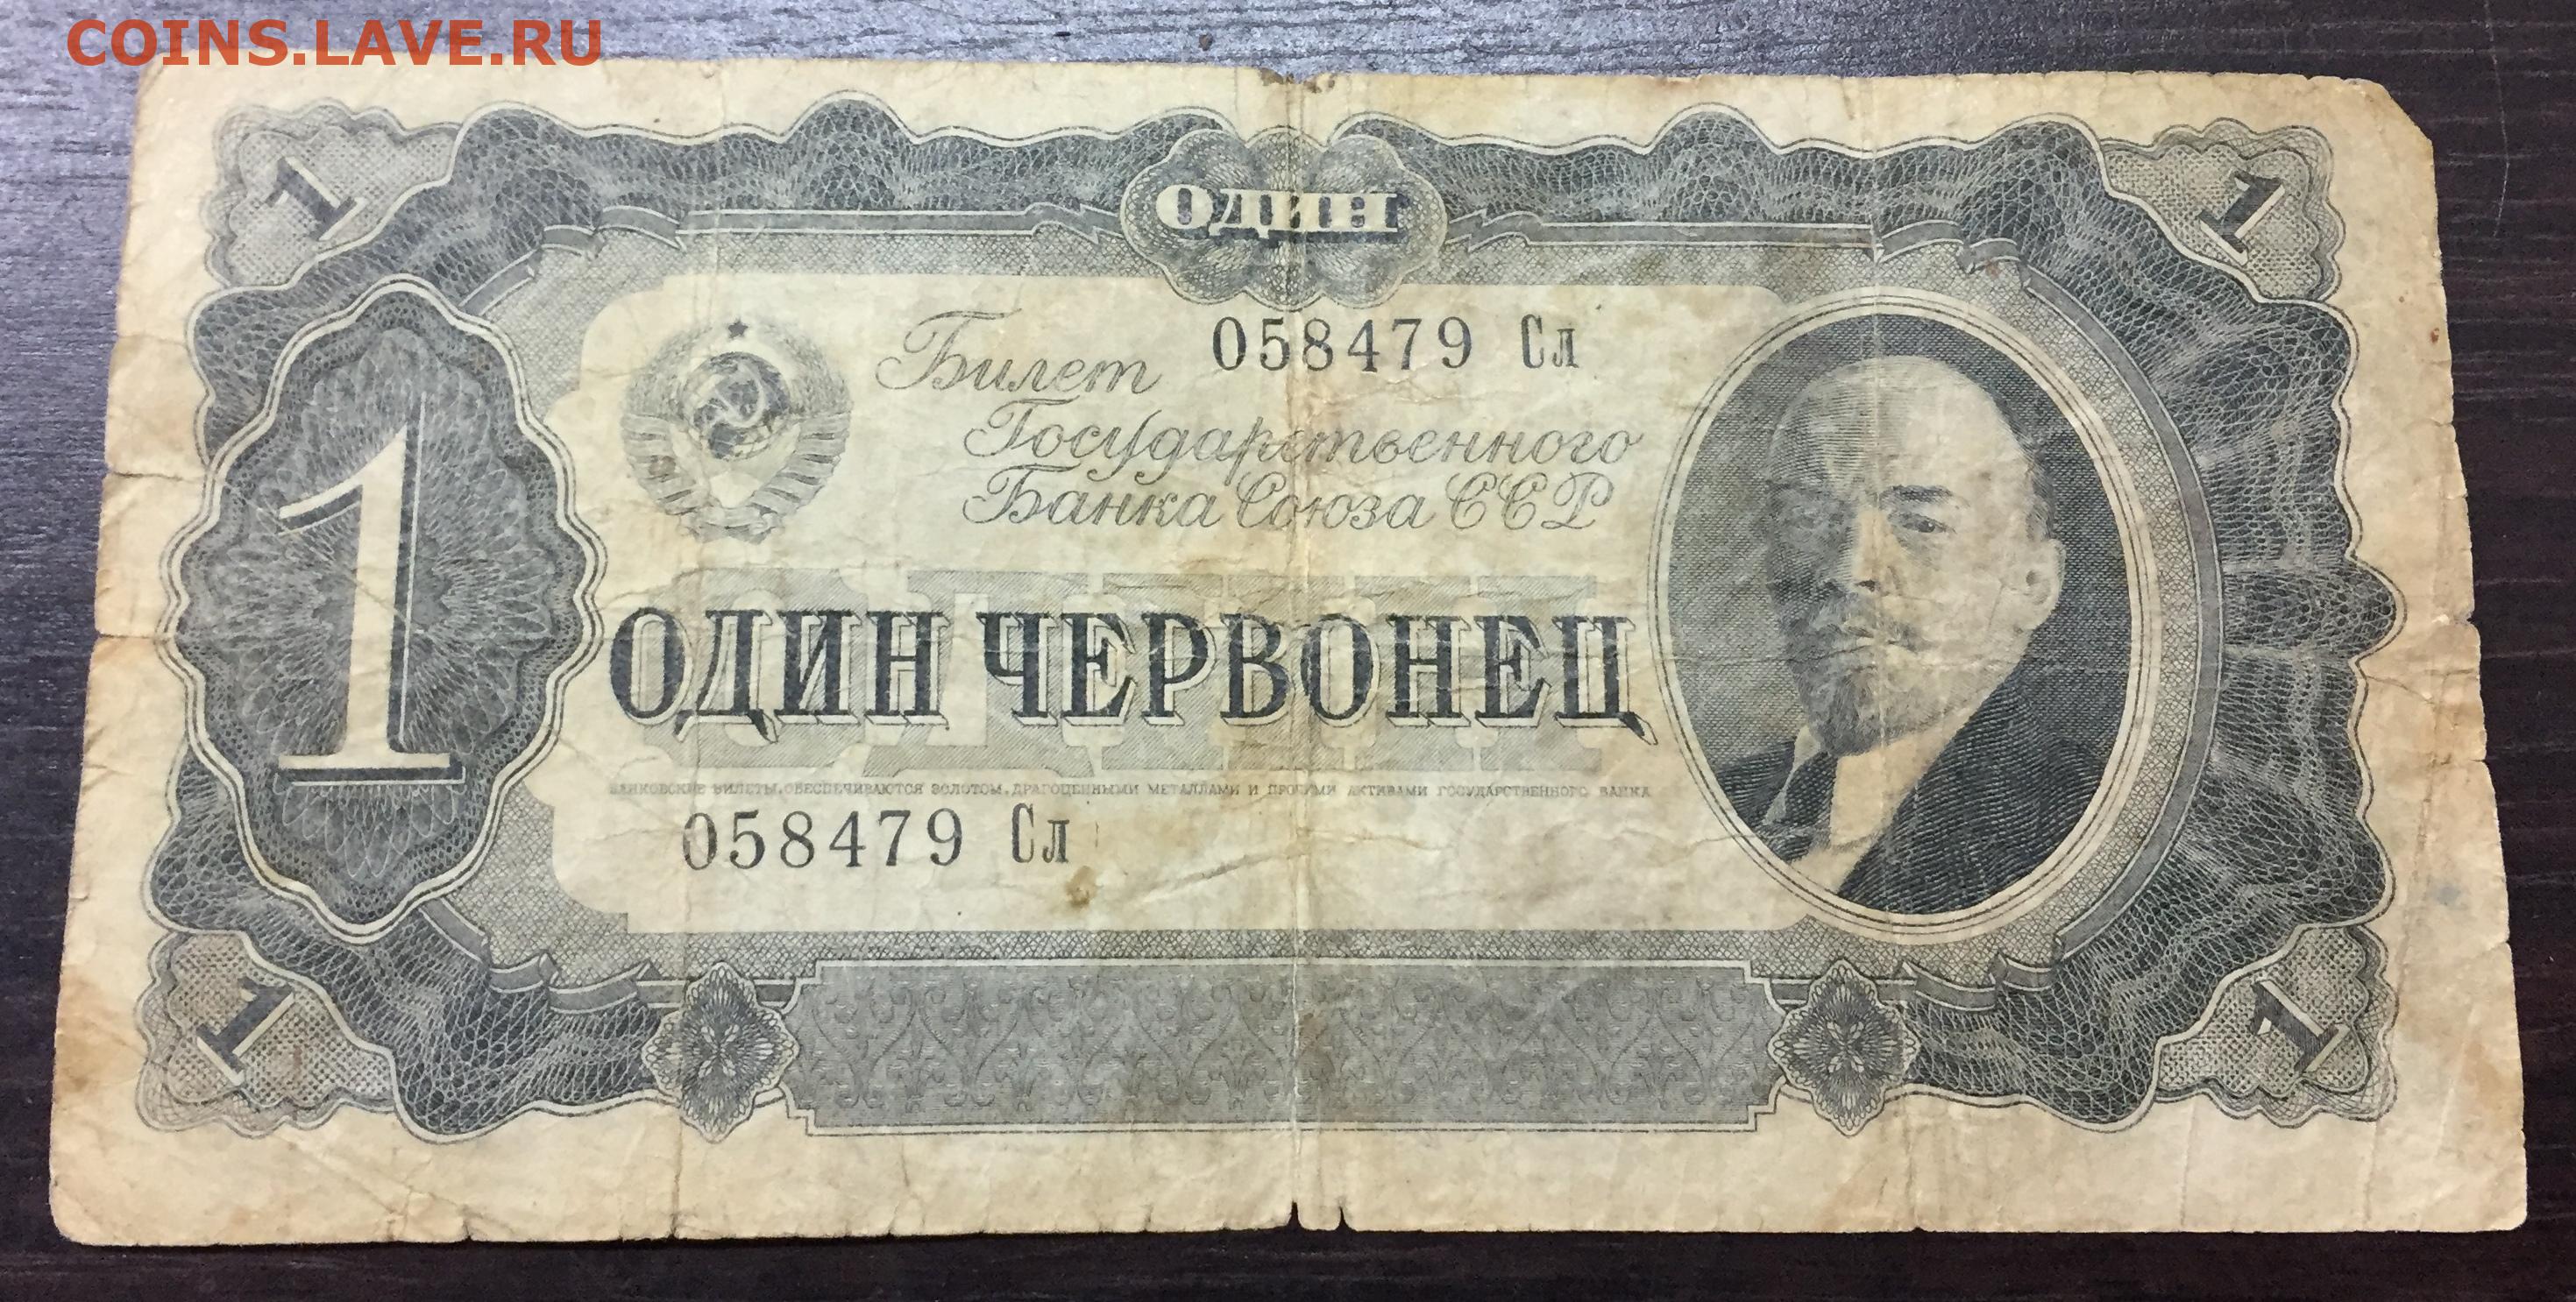 COINS.LAVE.RU
1
ОДИН
1
Билет 058479 Сл
Государственного
Банка Союза ССР
1
ОДИН
ОДИН ЧЕРВОНЕЦ
БАНКОВСКИЕ БИЛЕТЫ ОБЕСПЕЧИВАЮТСЯ ЗОЛОТОМ, ДРАГОЦЕННЫМИ МЕТАЛЛАМИ И ПРОЧИМИ АКТИВАМИ ГОСУДАРСТВЕННОГО БАНКА
058479 Сл
1
1